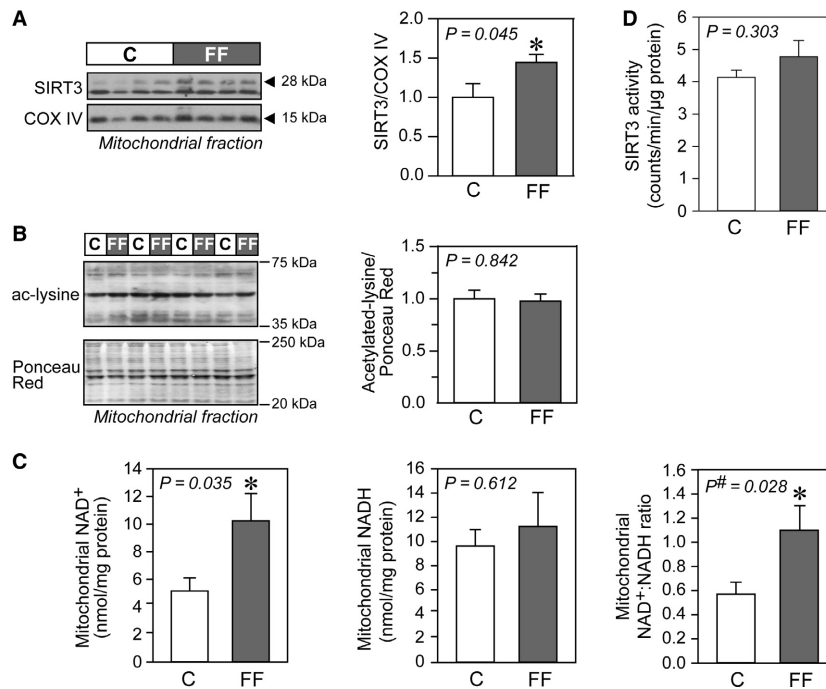 A
C FF
SIRT3
28 kDa
COX IV
15 kDa
Mitochondrial fraction
SIRT3/COX IV
2.0
1.5
1.0
0.5
0.0
P = 0.045
*
C FF
D
SIRT3 activity
(counts/min/µg protein)
6
5
4
3
2
1
0
P = 0.303
C FF
B
C FF C FF C FF C FF
75 kDa
ac-lysine
35 kDa
250 kDa
Ponceau
Red
20 kDa
Mitochondrial fraction
Acetylated-lysine/
Ponceau Red
1.5
1.0
0.5
0.0
P = 0.842
C FF
C
Mitochondrial NAD+
(nmol/mg protein)
14
12
10
8
6
4
2
0
P = 0.035
*
C FF
Mitochondrial NADH
(nmol/mg protein)
16
14
12
10
8
6
4
2
0
P = 0.612
C FF
Mitochondrial
NAD+:NADH ratio
1.6
1.4
1.2
1.0
0.8
0.6
0.4
0.2
0.0
P# = 0.028
*
C FF